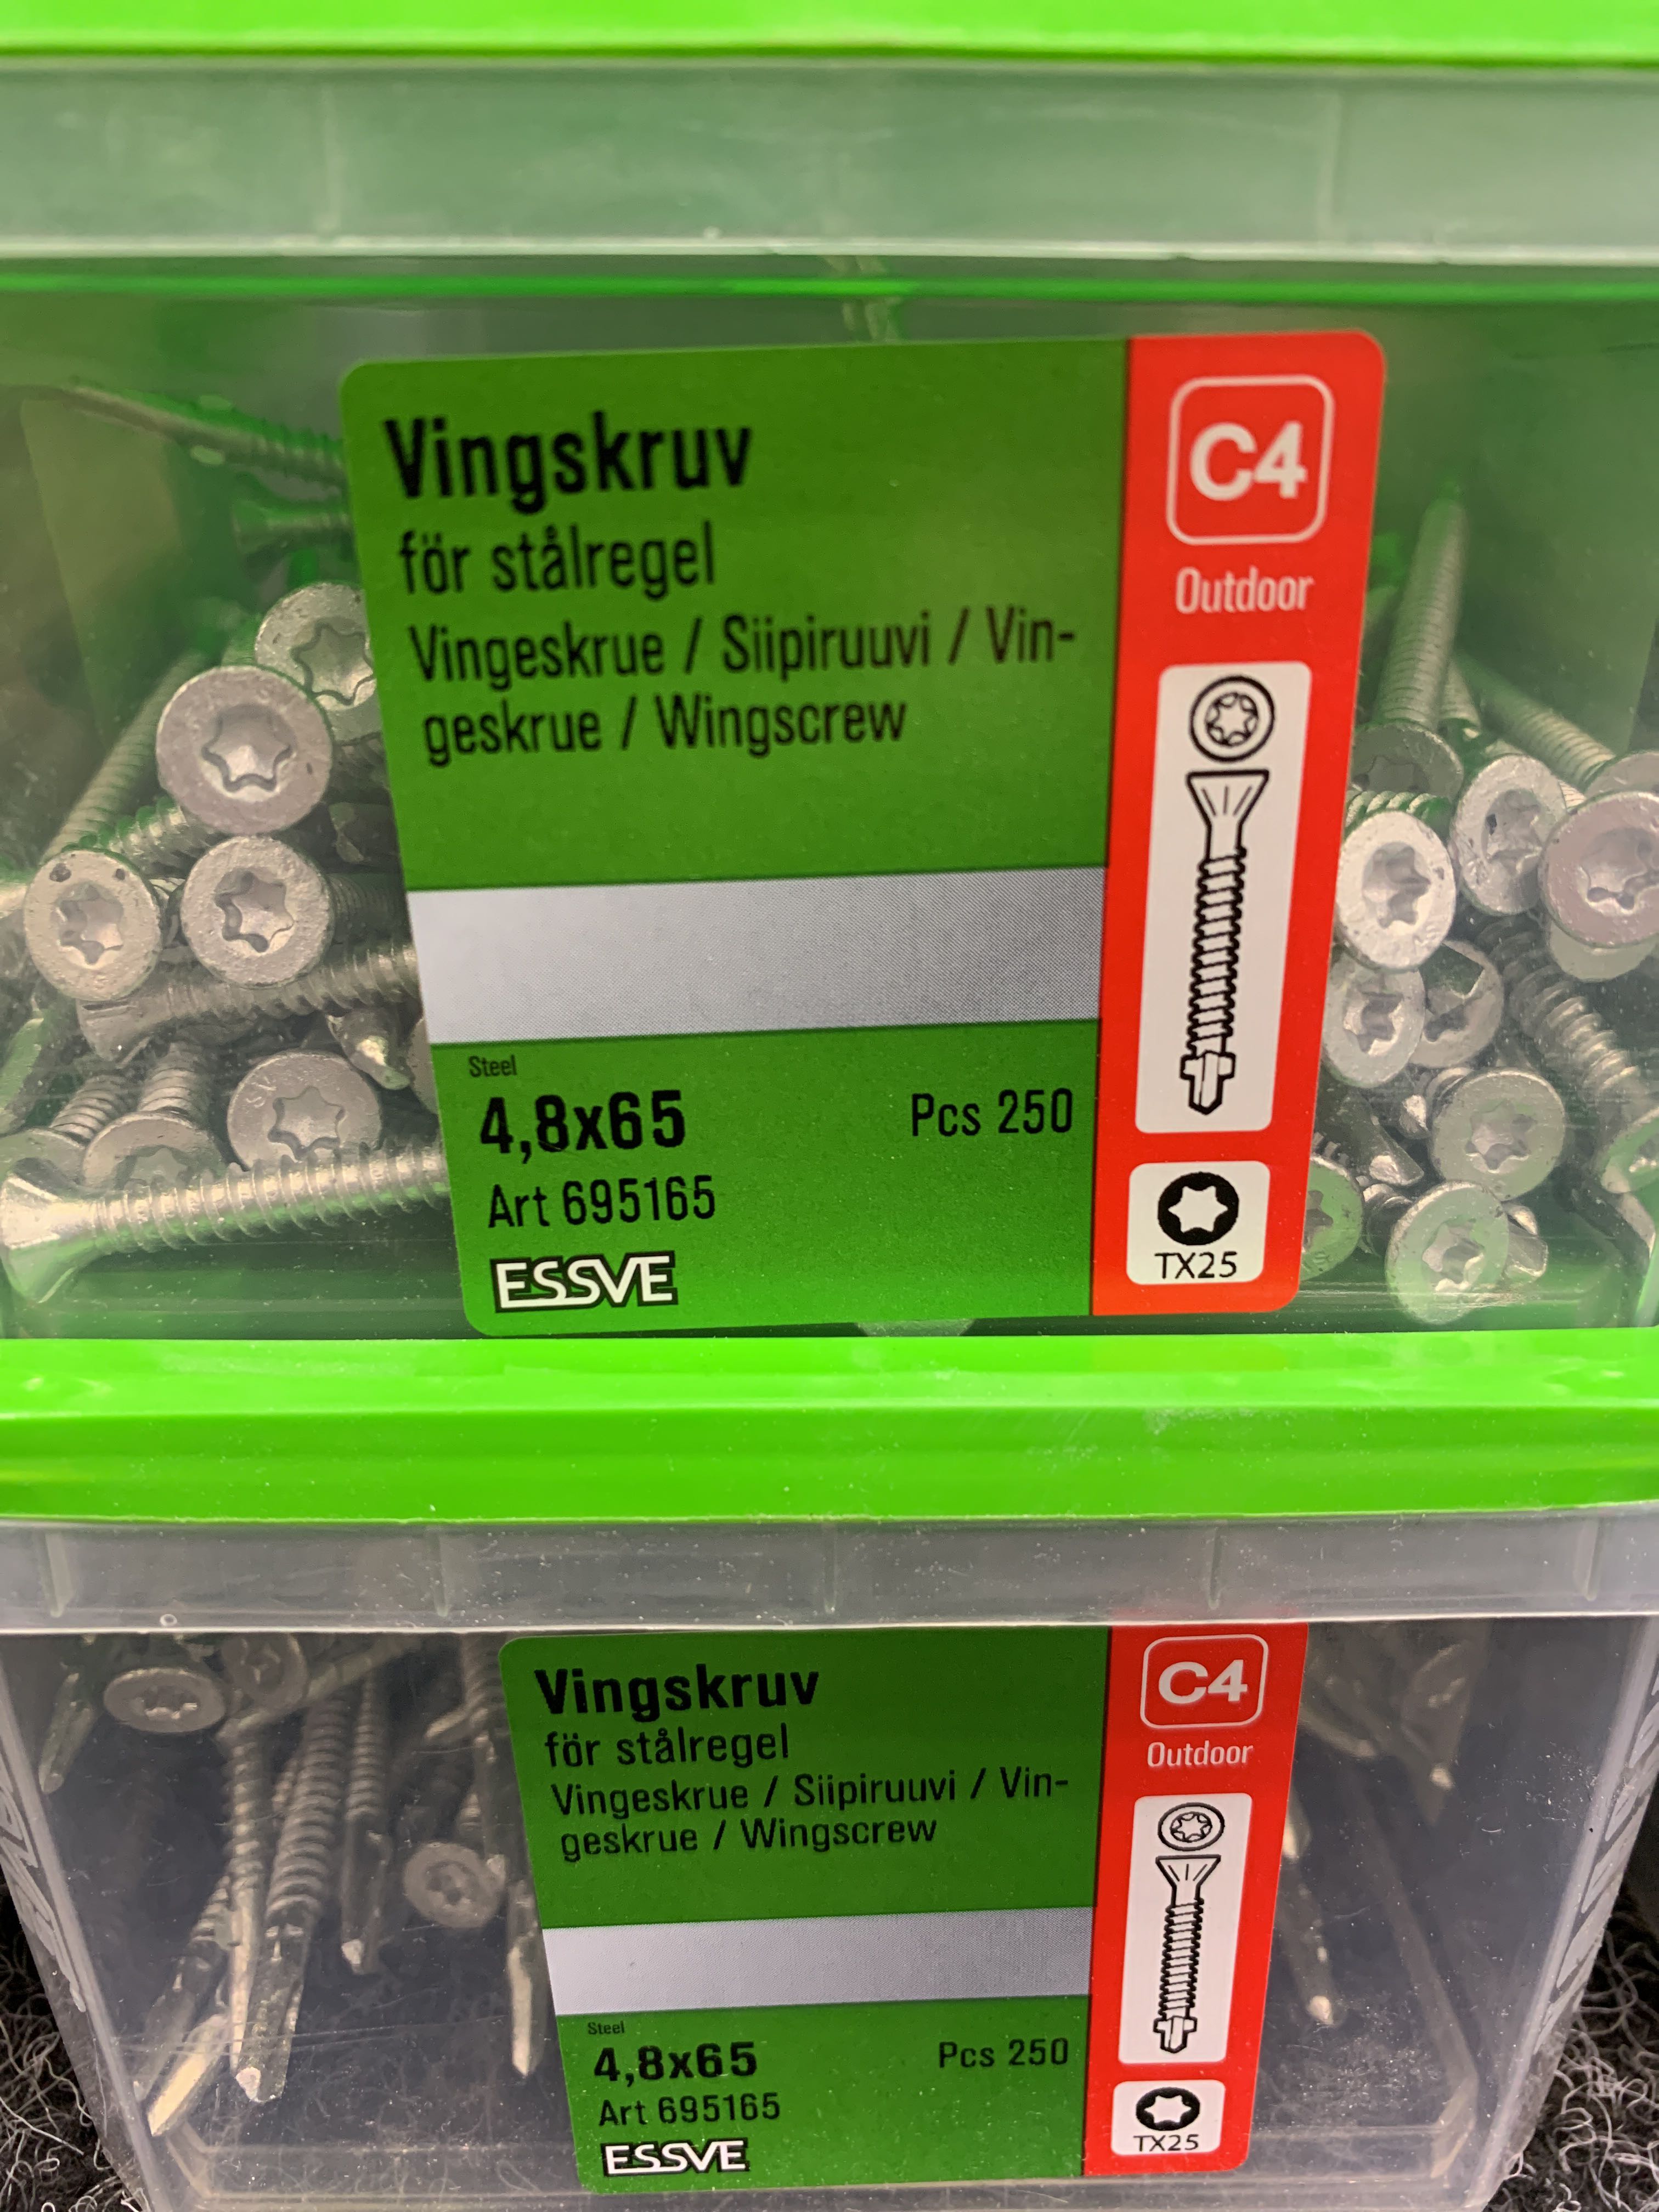 Vingskruv
för stålregel
Vingeskrue / Siipiruuvi / Vin-
geskrue / Wingscrew
Steel
4,8x65
Pcs 250
Art 695165
ESSVE
C4
Outdoor
TX25
Vingskruv
för stålregel
Vingeskrue / Siipiruuvi / Vin-
geskrue / Wingscrew
Steel
4,8x65
Pcs 250
Art 695165
ESSVE
C4
Outdoor
TX25